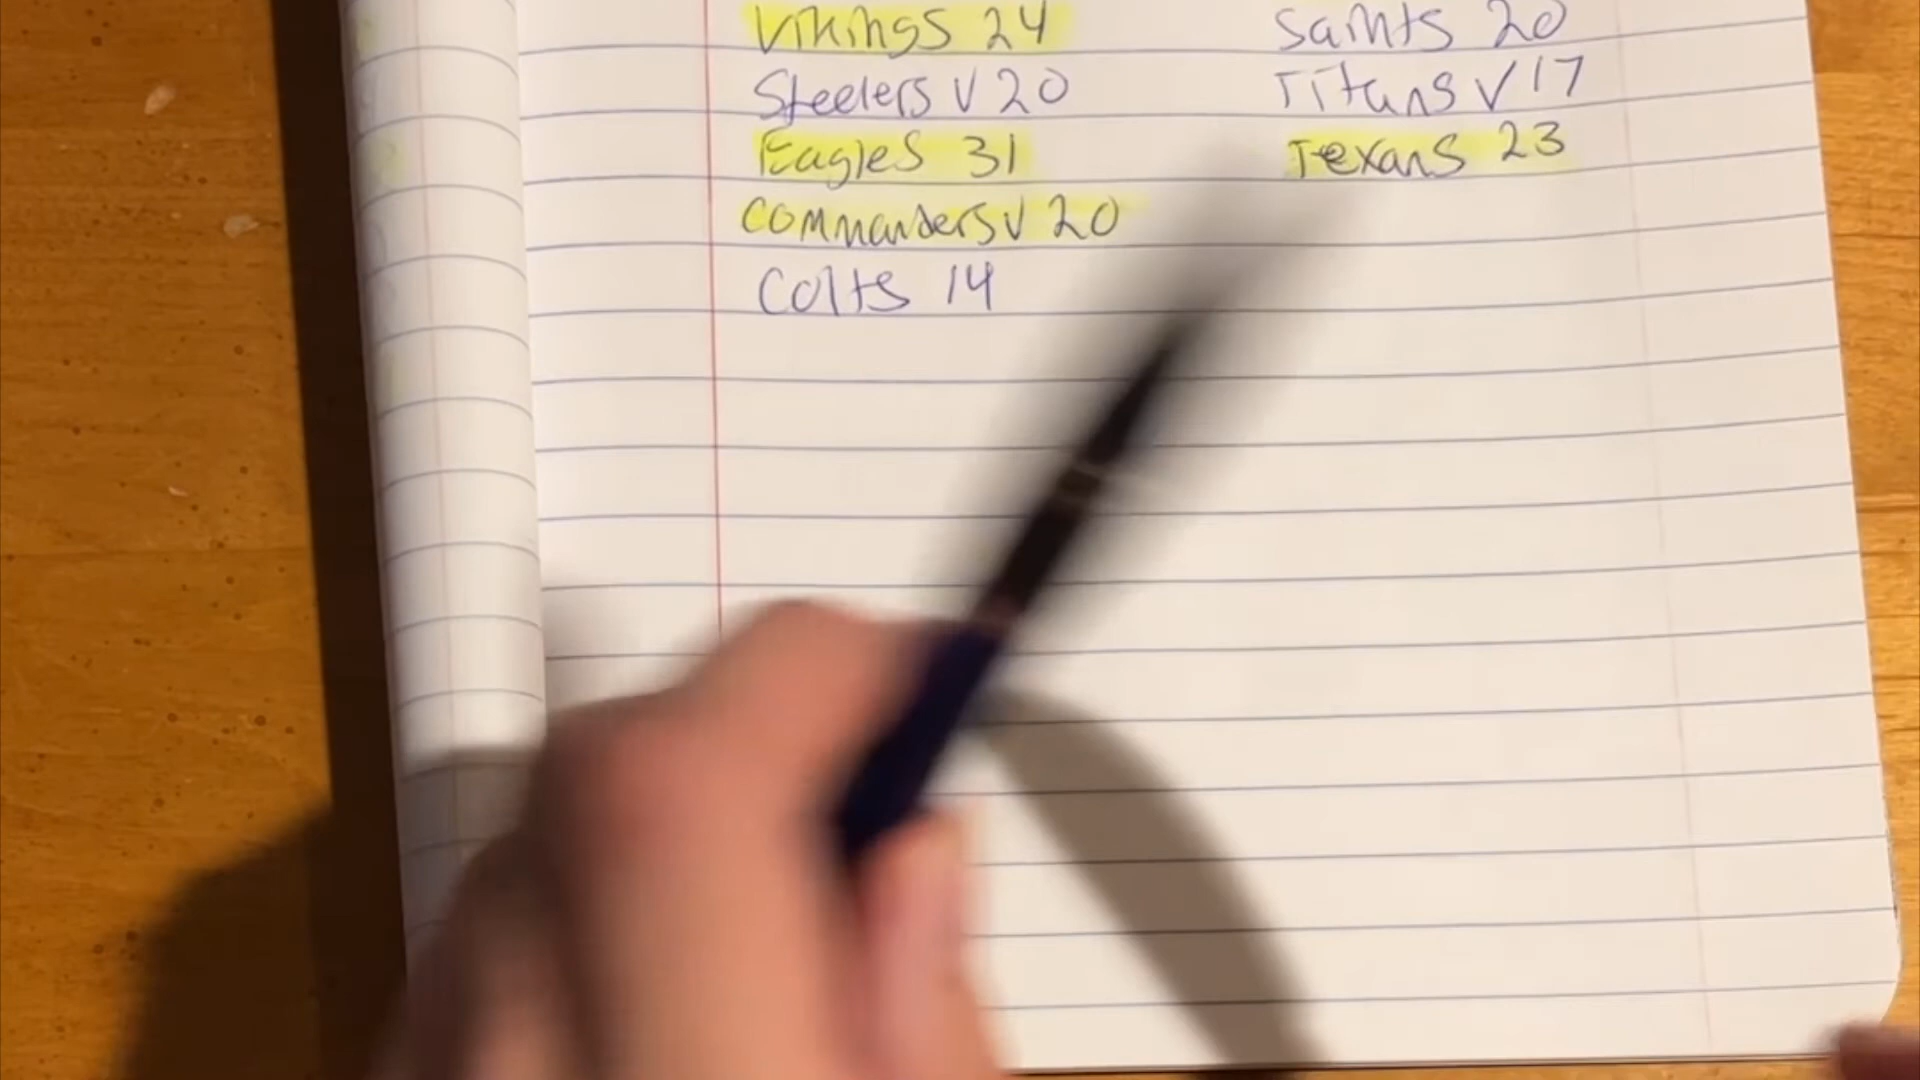 Vikings 24
Steelers V 20
Eagles 31
Commanders V 20
Colts 14
Saints 20
Titans V 17
Texans 23